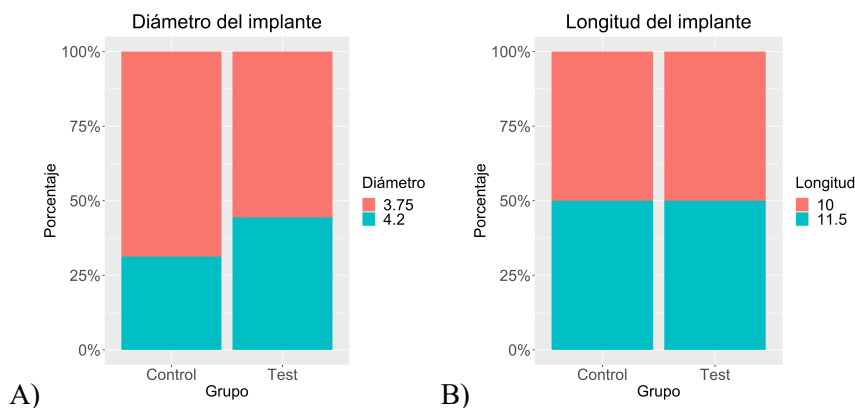 Diámetro del implante
100%
75%
50%
25%
0%
Porcentaje
Control
Test
Grupo
Diámetro
3.75
4.2
A)
Longitud del implante
100%
75%
50%
25%
0%
Porcentaje
Control
Test
Grupo
Longitud
10
11.5
B)